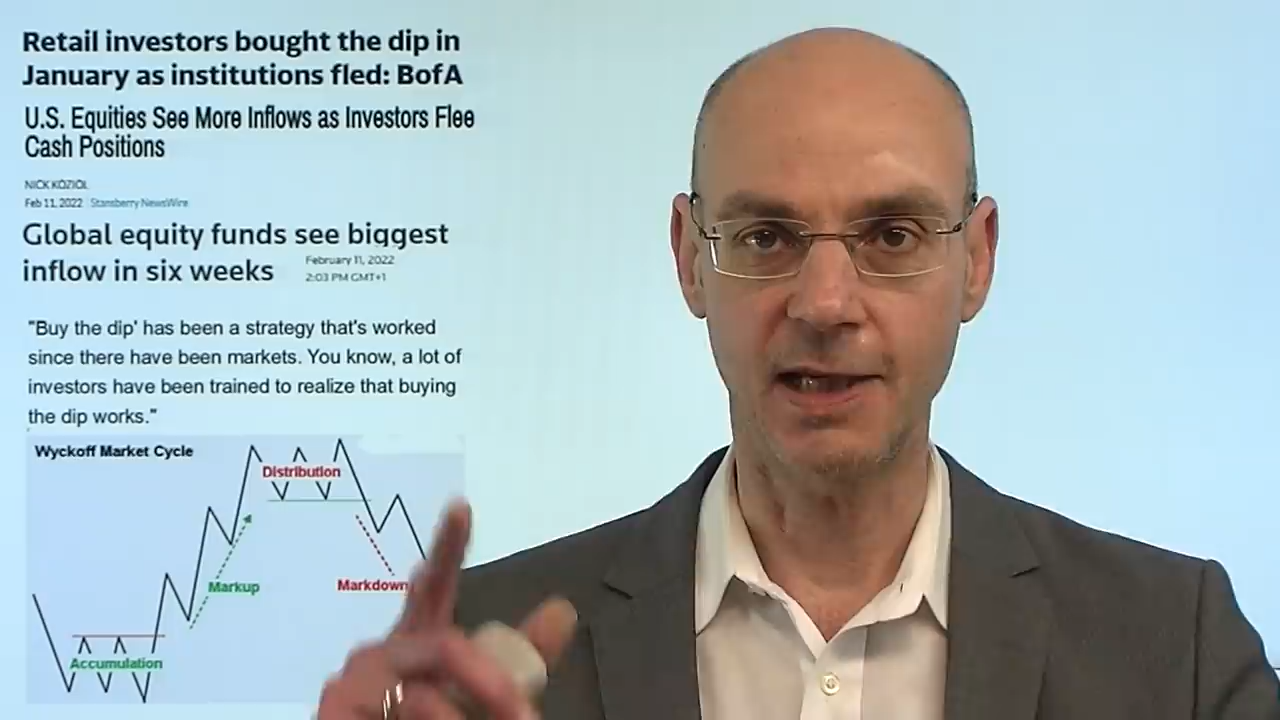 Retail investors bought the dip in
January as institutions fled: BofA
U.S. Equities See More Inflows as Investors Flee
Cash Positions
NICK KOZIOL
Feb 11, 2022 Stansberry NewsWire
Global equity funds see biggest
inflow in six weeks
February 11, 2022
2:03 PM GMT+1
"Buy the dip' has been a strategy that's worked
since there have been markets. You know, a lot of
investors have been trained to realize that buying
the dip works."
Wyckoff Market Cycle
Distribution
Markup
Markdown
Accumulation